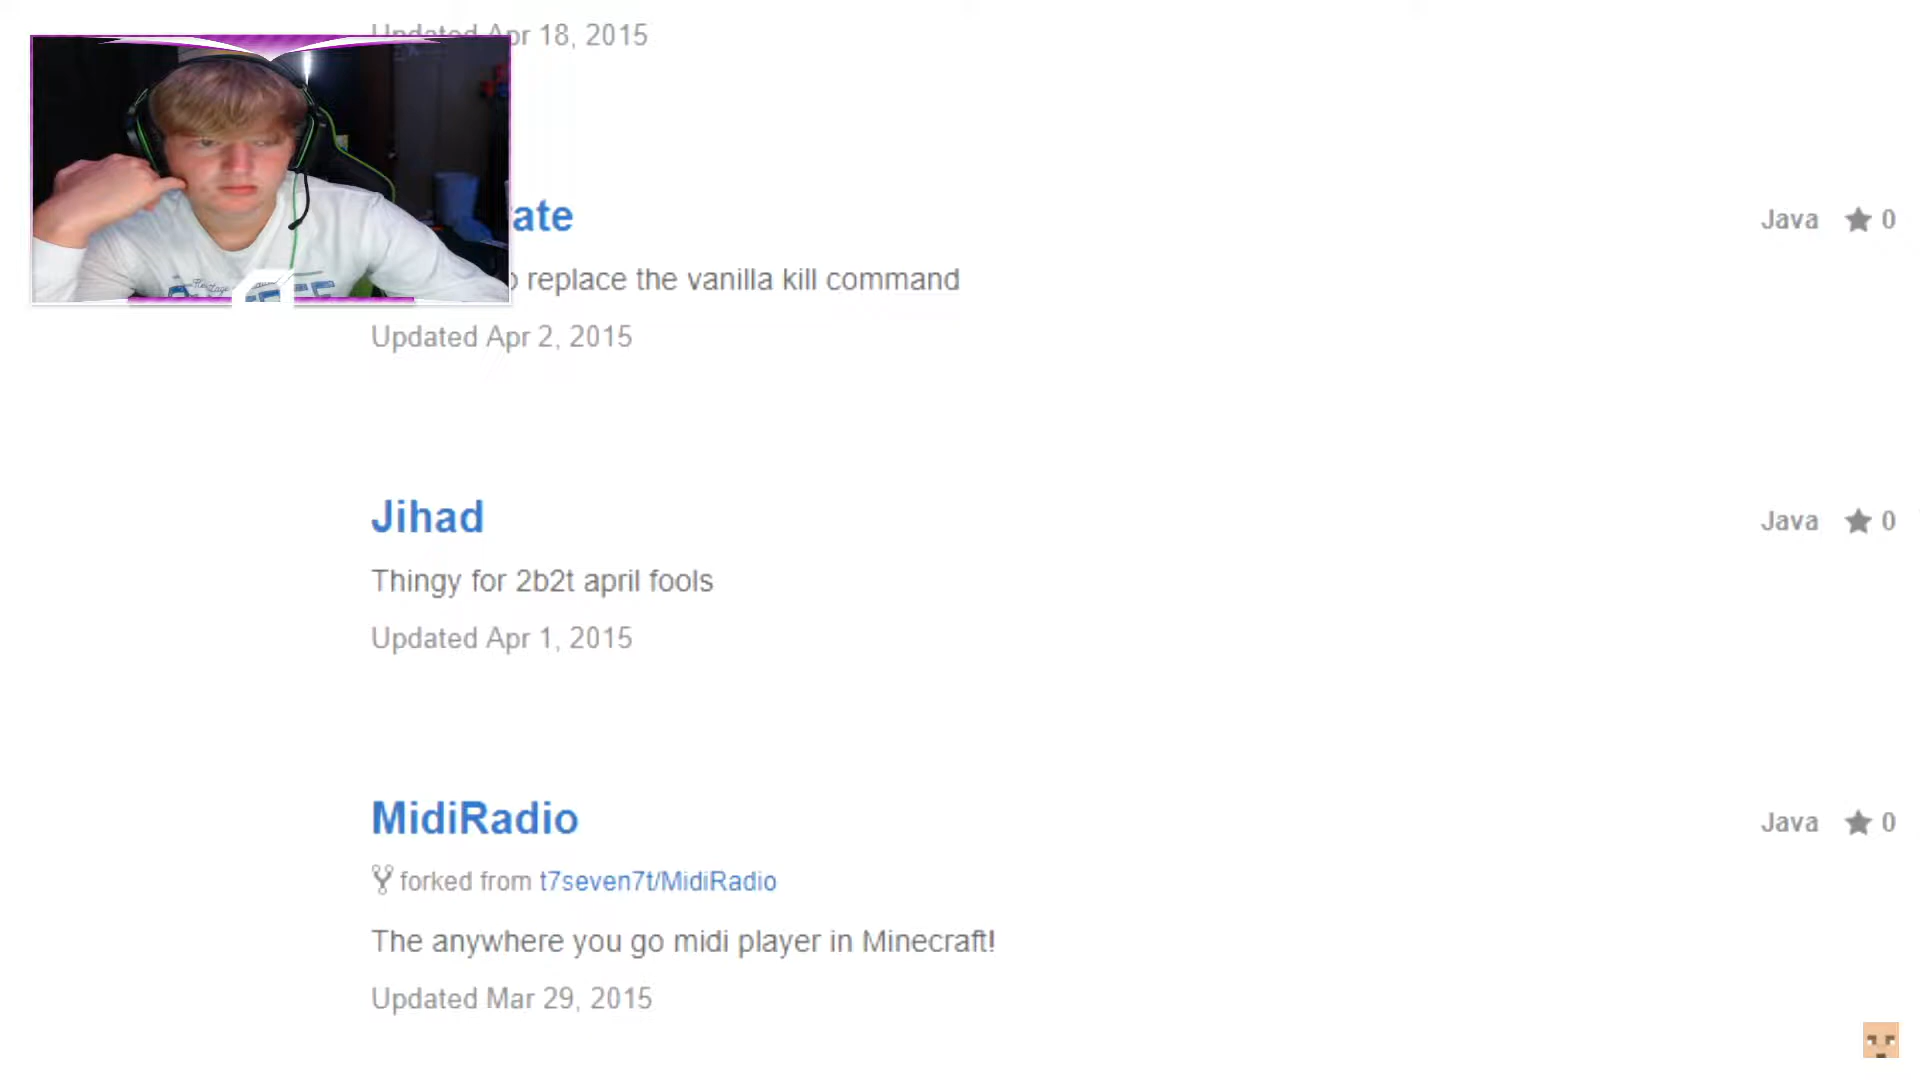 Updated Apr 18, 2015
ate
Java 0
replace the vanilla kill command
Updated Apr 2, 2015
Jihad
Java 0
Thingy for 2b2t april fools
Updated Apr 1, 2015
MidiRadio
Java 0
forked from t7seven7t/MidiRadio
The anywhere you go midi player in Minecraft!
Updated Mar 29, 2015